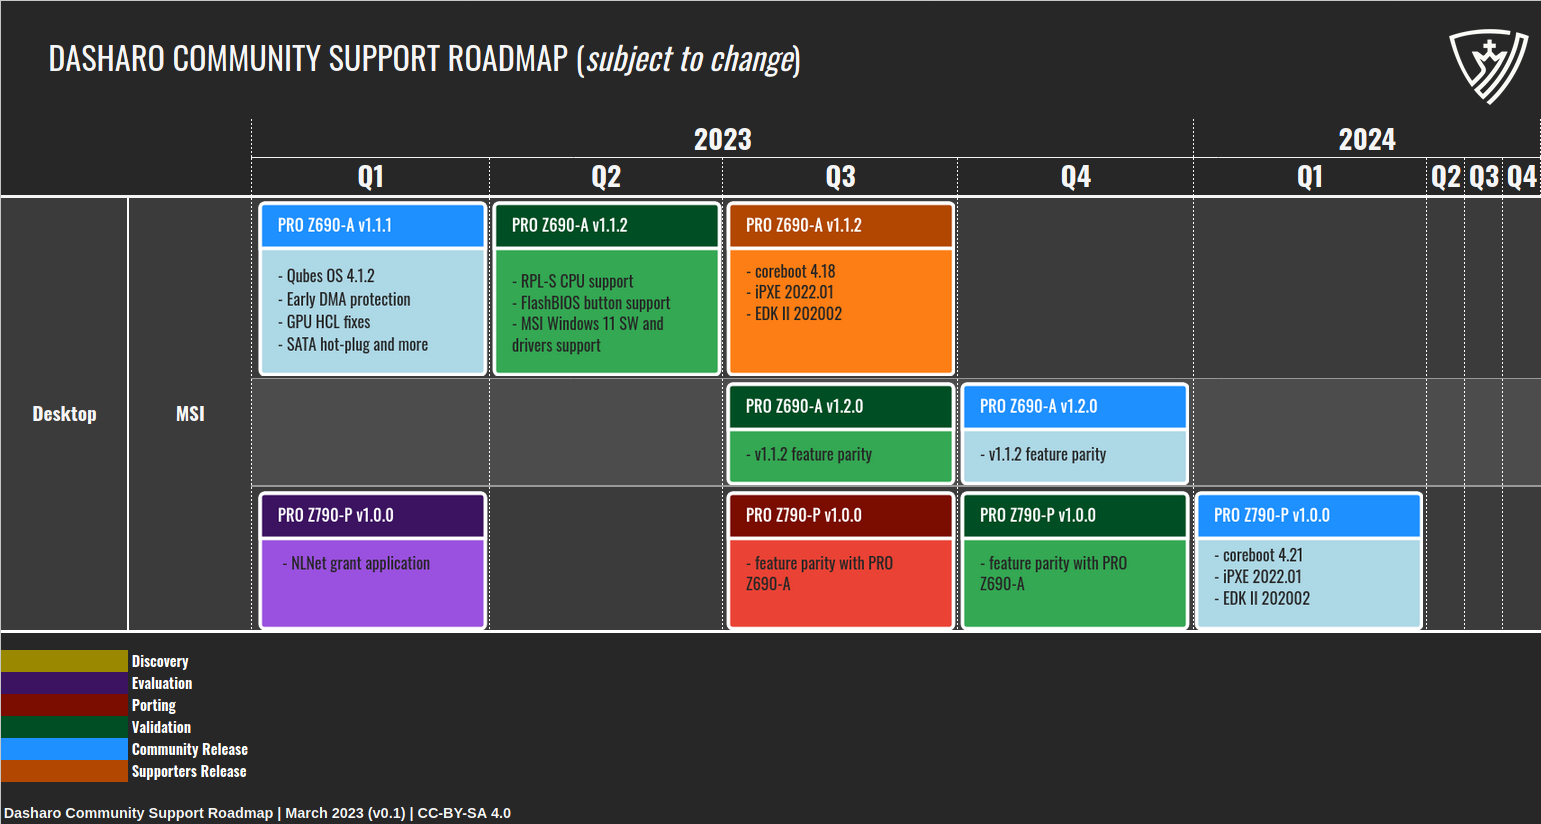 DASHARO COMMUNITY SUPPORT ROADMAP (subject to change)
2023
2024
Q1
Q2
Q3
Q4
Q1
Q2
Q3
Q4
Desktop
MSI
PRO Z690-A v1.1.1
- Qubes OS 4.1.2
- Early DMA protection
- GPU HCL fixes
- SATA hot-plug and more
PRO Z690-A v1.1.2
- RPL-S CPU support
- FlashBIOS button support
- MSI Windows 11 SW and
drivers support
PRO Z690-A v1.1.2
- coreboot 4.18
- iPXE 2022.01
- EDK II 202002
PRO Z690-A v1.2.0
- v1.1.2 feature parity
PRO Z690-A v1.2.0
- v1.1.2 feature parity
PRO Z790-P v1.0.0
- NLNet grant application
PRO Z790-P v1.0.0
- feature parity with PRO
Z690-A
PRO Z790-P v1.0.0
- feature parity with PRO
Z690-A
PRO Z790-P v1.0.0
- coreboot 4.21
- iPXE 2022.01
- EDK II 202002
Discovery
Evaluation
Porting
Validation
Community Release
Supporters Release
Dasharo Community Support Roadmap | March 2023 (v0.1) | CC-BY-SA 4.0